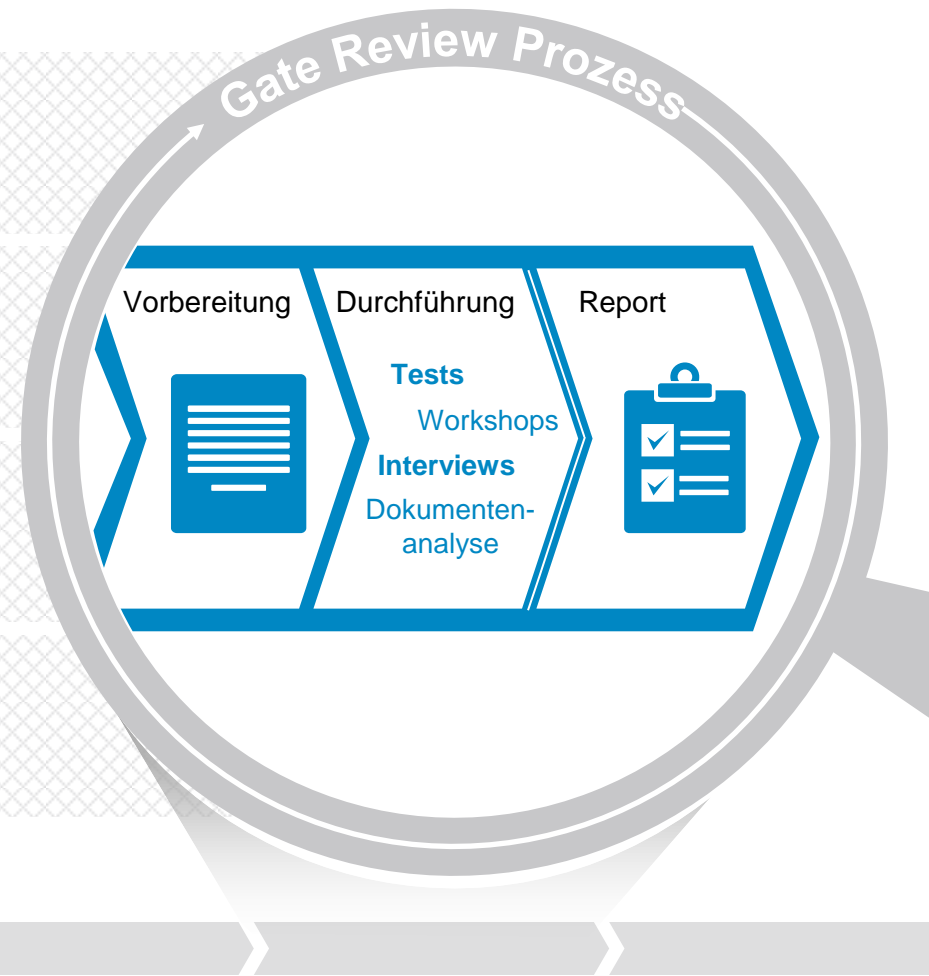 Gate Review Prozess
Vorbereitung
Durchführung
Report
Tests
Workshops
Interviews
Dokumenten-
analyse